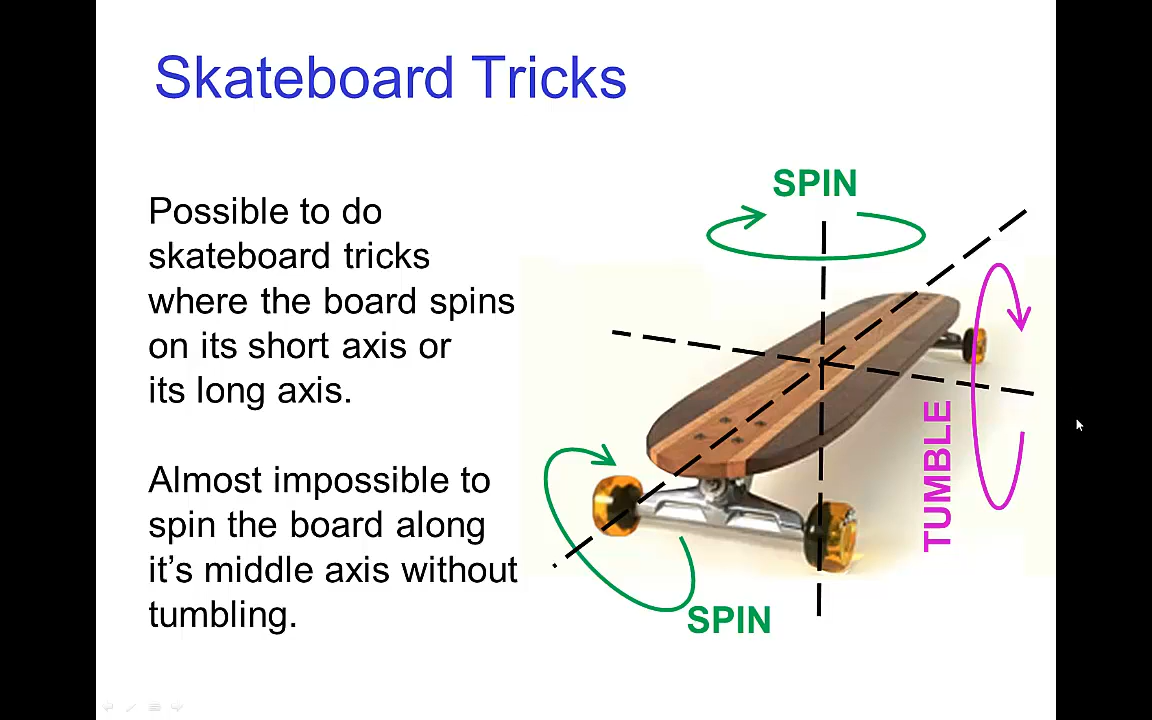 Skateboard Tricks
Possible to do
skateboard tricks
where the board spins
on its short axis or
its long axis.
Almost impossible to
spin the board along
it's middle axis without
tumbling.
SPIN
TUMBLE
SPIN